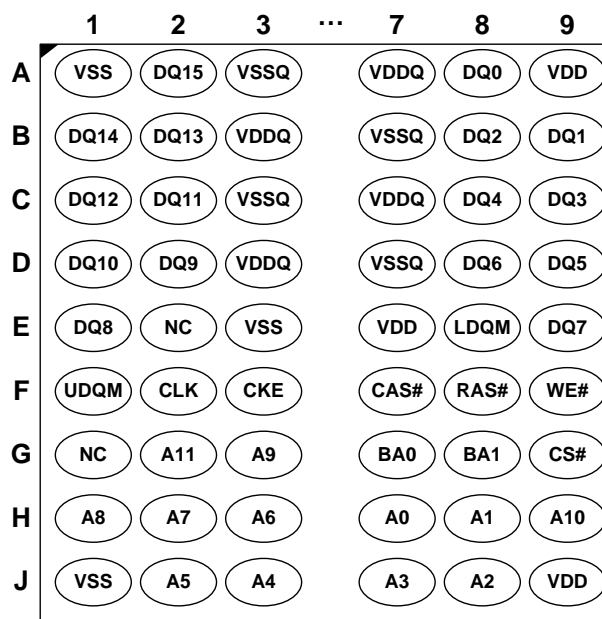 1 2 3 ... 7 8 9
A VSS DQ15 VSSQ VDDQ DQ0 VDD
B DQ14 DQ13 VDDQ VSSQ DQ2 DQ1
C DQ12 DQ11 VSSQ VDDQ DQ4 DQ3
D DQ10 DQ9 VDDQ VSSQ DQ6 DQ5
E DQ8 NC VSS VDD LDQM DQ7
F UDQM CLK CKE CAS# RAS# WE#
G NC A11 A9 BA0 BA1 CS#
H A8 A7 A6 A0 A1 A10
J VSS A5 A4 A3 A2 VDD